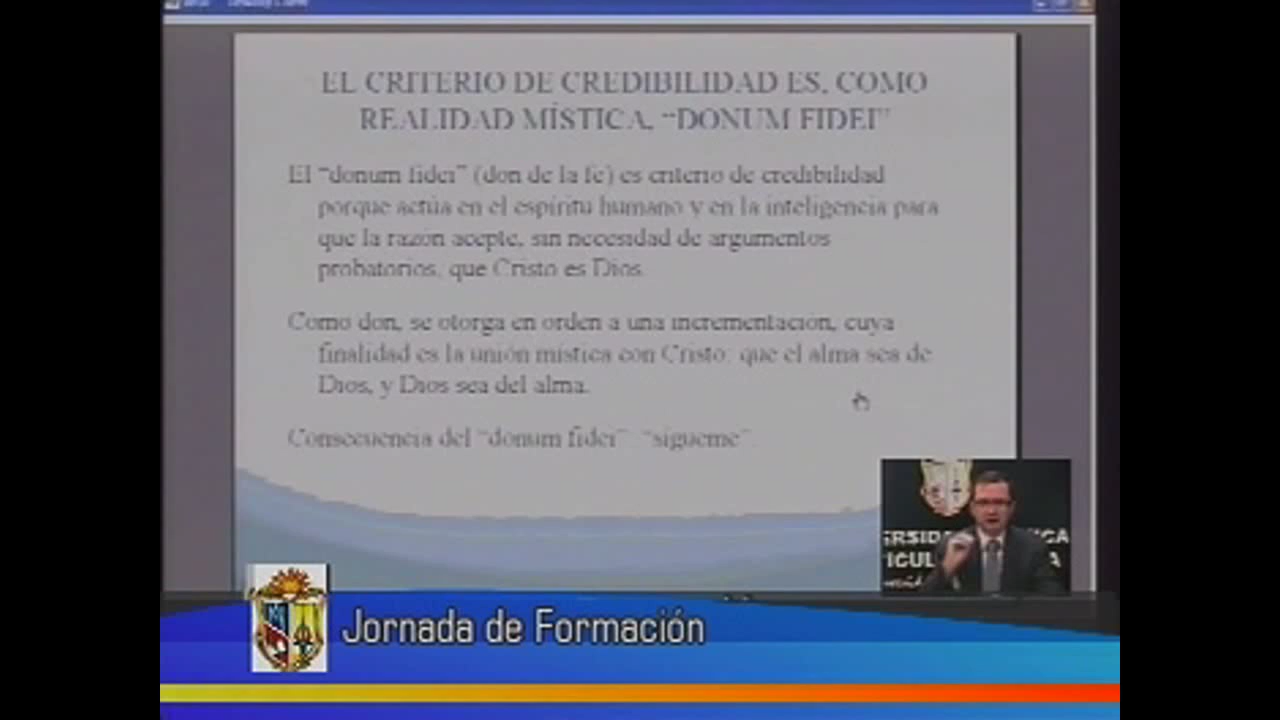 EL CRITERIO DE CREDIBILIDAD ES, COMO
REALIDAD MÍSTICA, “DONUM FIDEI”
El “donum fidei” (don de la fe) es criterio de credibilidad
porque actúa en el espíritu humano y en la inteligencia para
que la razón acepte, sin necesidad de argumentos
probatorios, que Cristo es Dios.
Como don, se otorga en orden a una incrementación, cuya
finalidad es la unión mística con Cristo: que el alma sea de
Dios, y Dios sea del alma.
Consecuencia del “donum fidei”: “sígueme”.
Jornada de Formación